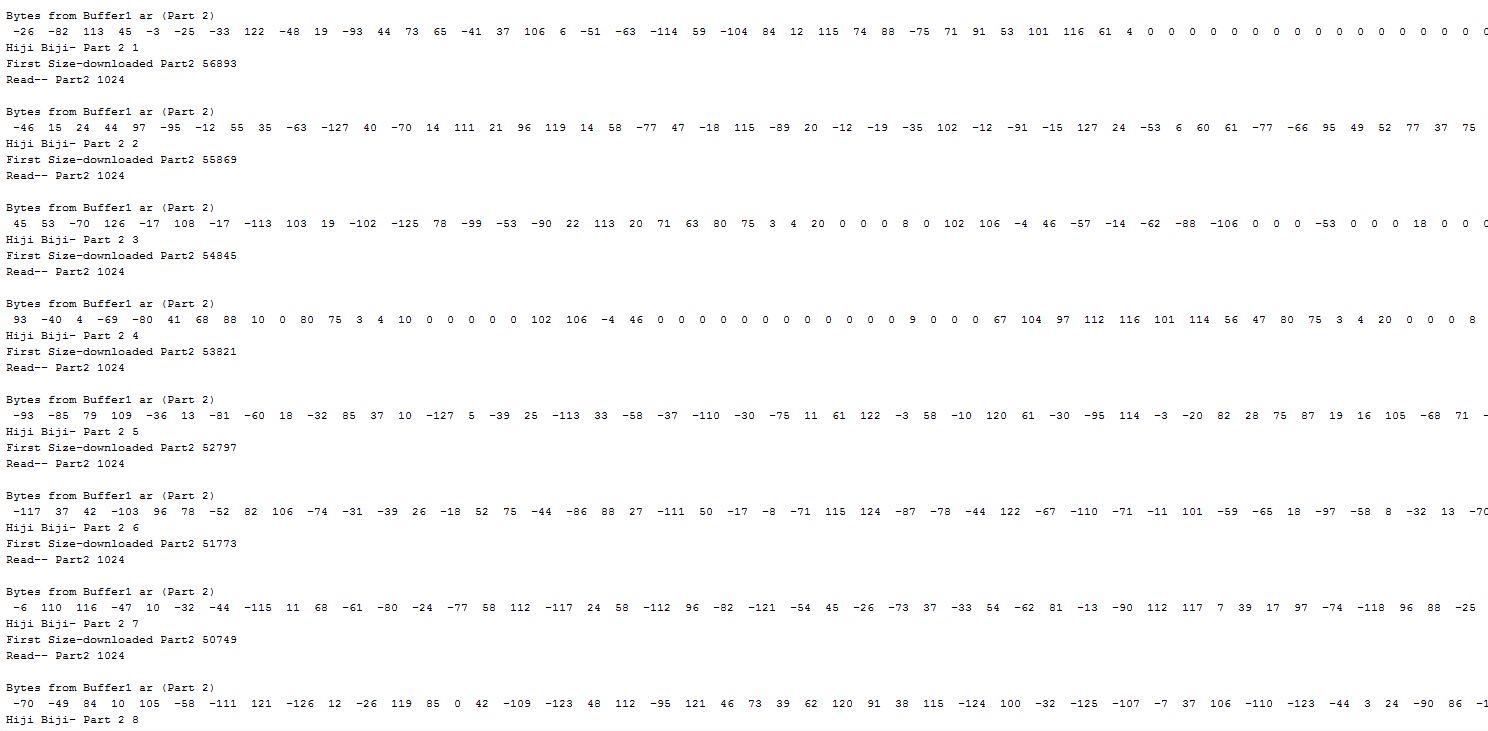 Bytes from Buffer1 ar (Part 2)
-26 -82 113 45 -3 -25 -33 122 -48 19 -93 44 73 65 -41 37 106 6 -51 -63 -114 59 -104 84 12 115 74 88 -75 71 91 53 101 116 61 4 0 0 0 0 0 0 0 0 0 0 0 0 0 0 0 0 0
Hiji Biji- Part 2 1
First Size-downloaded Part2 56893
Read-- Part2 1024
Bytes from Buffer1 ar (Part 2)
-46 15 24 44 97 -95 -12 55 35 -63 -127 40 -70 14 111 21 96 119 14 58 -77 47 -18 115 -89 20 -12 -19 -35 102 -12 -91 -15 127 24 -53 6 60 61 -77 -66 95 49 52 77 37 75
Hiji Biji- Part 2 2
First Size-downloaded Part2 55869
Read-- Part2 1024
Bytes from Buffer1 ar (Part 2)
45 53 -70 126 -17 108 -17 -113 103 19 -102 -125 78 -99 -53 -90 22 113 20 71 63 80 75 3 4 20 0 0 0 8 0 102 106 -4 46 -57 -14 -62 -88 -106 0 0 0 -53 0 0 0 18 0 0 0
Hiji Biji- Part 2 3
First Size-downloaded Part2 54845
Read-- Part2 1024
Bytes from Buffer1 ar (Part 2)
93 -40 4 -69 -80 41 68 88 10 0 80 75 3 4 10 0 0 0 0 0 102 106 -4 46 0 0 0 0 0 0 0 0 0 0 0 0 9 0 0 0 67 104 97 112 116 101 114 56 47 80 75 3 4 20 0 0 0 8
Hiji Biji- Part 2 4
First Size-downloaded Part2 53821
Read-- Part2 1024
Bytes from Buffer1 ar (Part 2)
-93 -85 79 109 -36 13 -81 -60 18 -32 85 37 10 -127 5 -39 25 -113 33 -58 -37 -110 -30 -75 11 61 122 -3 58 -10 120 61 -30 -95 114 -3 -20 82 28 75 87 19 16 105 -68 71 -
Hiji Biji- Part 2 5
First Size-downloaded Part2 52797
Read-- Part2 1024
Bytes from Buffer1 ar (Part 2)
-117 37 42 -103 96 78 -52 82 106 -74 -31 -39 26 -18 52 75 -44 -86 88 27 -111 50 -17 -8 -71 115 124 -87 -78 -44 122 -67 -110 -71 -11 101 -59 -65 18 -97 -58 8 -32 13 -70
Hiji Biji- Part 2 6
First Size-downloaded Part2 51773
Read-- Part2 1024
Bytes from Buffer1 ar (Part 2)
-6 110 116 -47 10 -32 -44 -115 11 68 -61 -80 -24 -77 58 112 -117 24 58 -112 96 -82 -121 -54 45 -26 -73 37 -33 54 -62 81 -13 -90 112 117 7 39 17 97 -74 -118 96 88 -25
Hiji Biji- Part 2 7
First Size-downloaded Part2 50749
Read-- Part2 1024
Bytes from Buffer1 ar (Part 2)
-70 -49 84 10 105 -58 -111 121 -126 12 -26 119 85 0 42 -109 -123 48 112 -95 121 46 73 39 62 120 91 38 115 -124 100 -32 -125 -107 -7 37 106 -110 -123 -44 3 24 -90 86 -1
Hiji Biji- Part 2 8